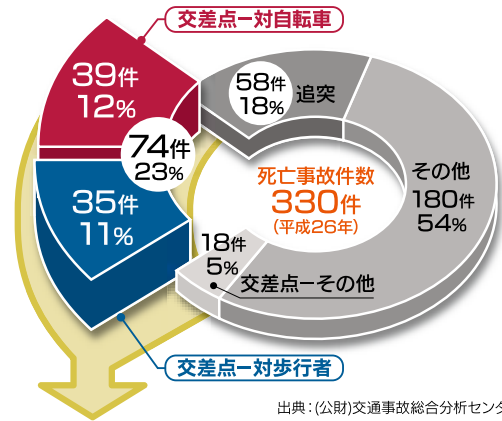 交差点ー対自転車
39件
12%
58件
18%
追突
74件
23%
死亡事故件数
330件
(平成26年)
その他
180件
54%
35件
11%
18件
5%
交差点ーその他
交差点ー対歩行者
出典：(公財)交通事故総合分析センタ